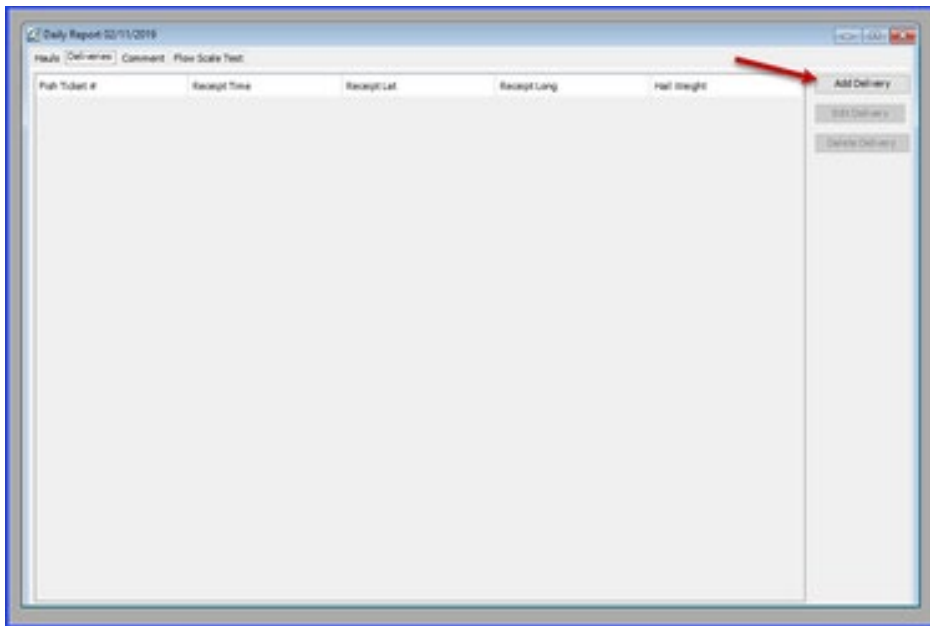 Daily Report 02/11/2019
Hauls Deliveries Comment Flow Scale Test
Fish Ticket # Receipt Time Receipt Lat Receipt Long Hail Weight
Add Delivery
Edit Delivery
Delete Delivery